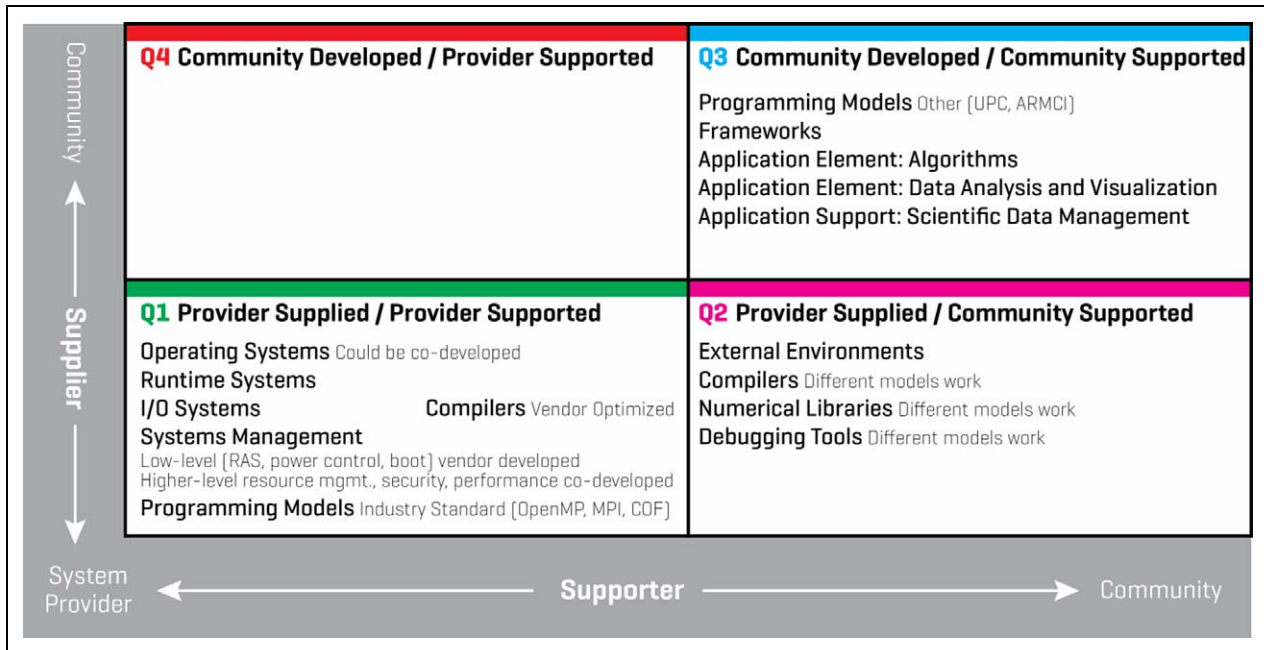 Community
Supplier
System
Provider
Q4 Community Developed / Provider Supported
Q3 Community Developed / Community Supported
Programming Models Other (UPC, ARMCI)
Frameworks
Application Element: Algorithms
Application Element: Data Analysis and Visualization
Application Support: Scientific Data Management
Q1 Provider Supplied / Provider Supported
Operating Systems Could be co-developed
Runtime Systems
I/O Systems
Compilers Vendor Optimized
Systems Management
Low-level (RAS, power control, boot) vendor developed
Higher-level resource mgmt., security, performance co-developed
Programming Models Industry Standard (OpenMP, MPI, COF)
Q2 Provider Supplied / Community Supported
External Environments
Compilers Different models work
Numerical Libraries Different models work
Debugging Tools Different models work
Supporter
Community